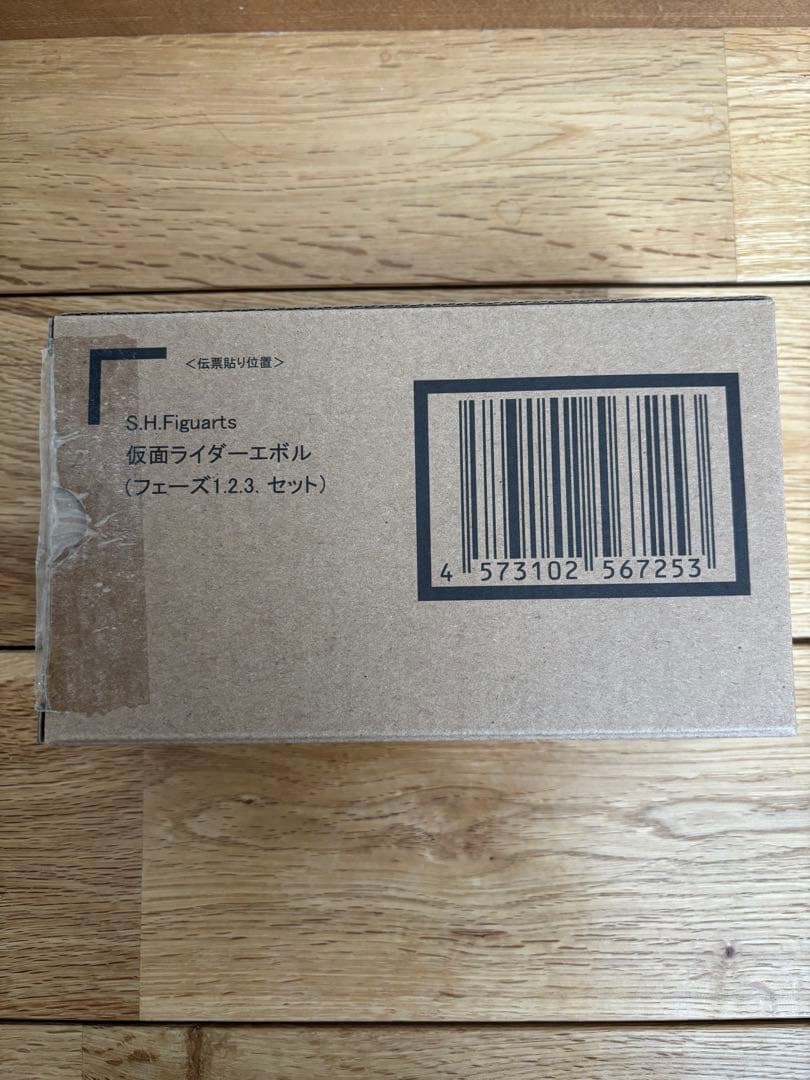 ＜伝票貼り位置＞
S.H.Figuarts
仮面ライダーエボル
(フェーズ1.2.3. セット)
4 573102 567253